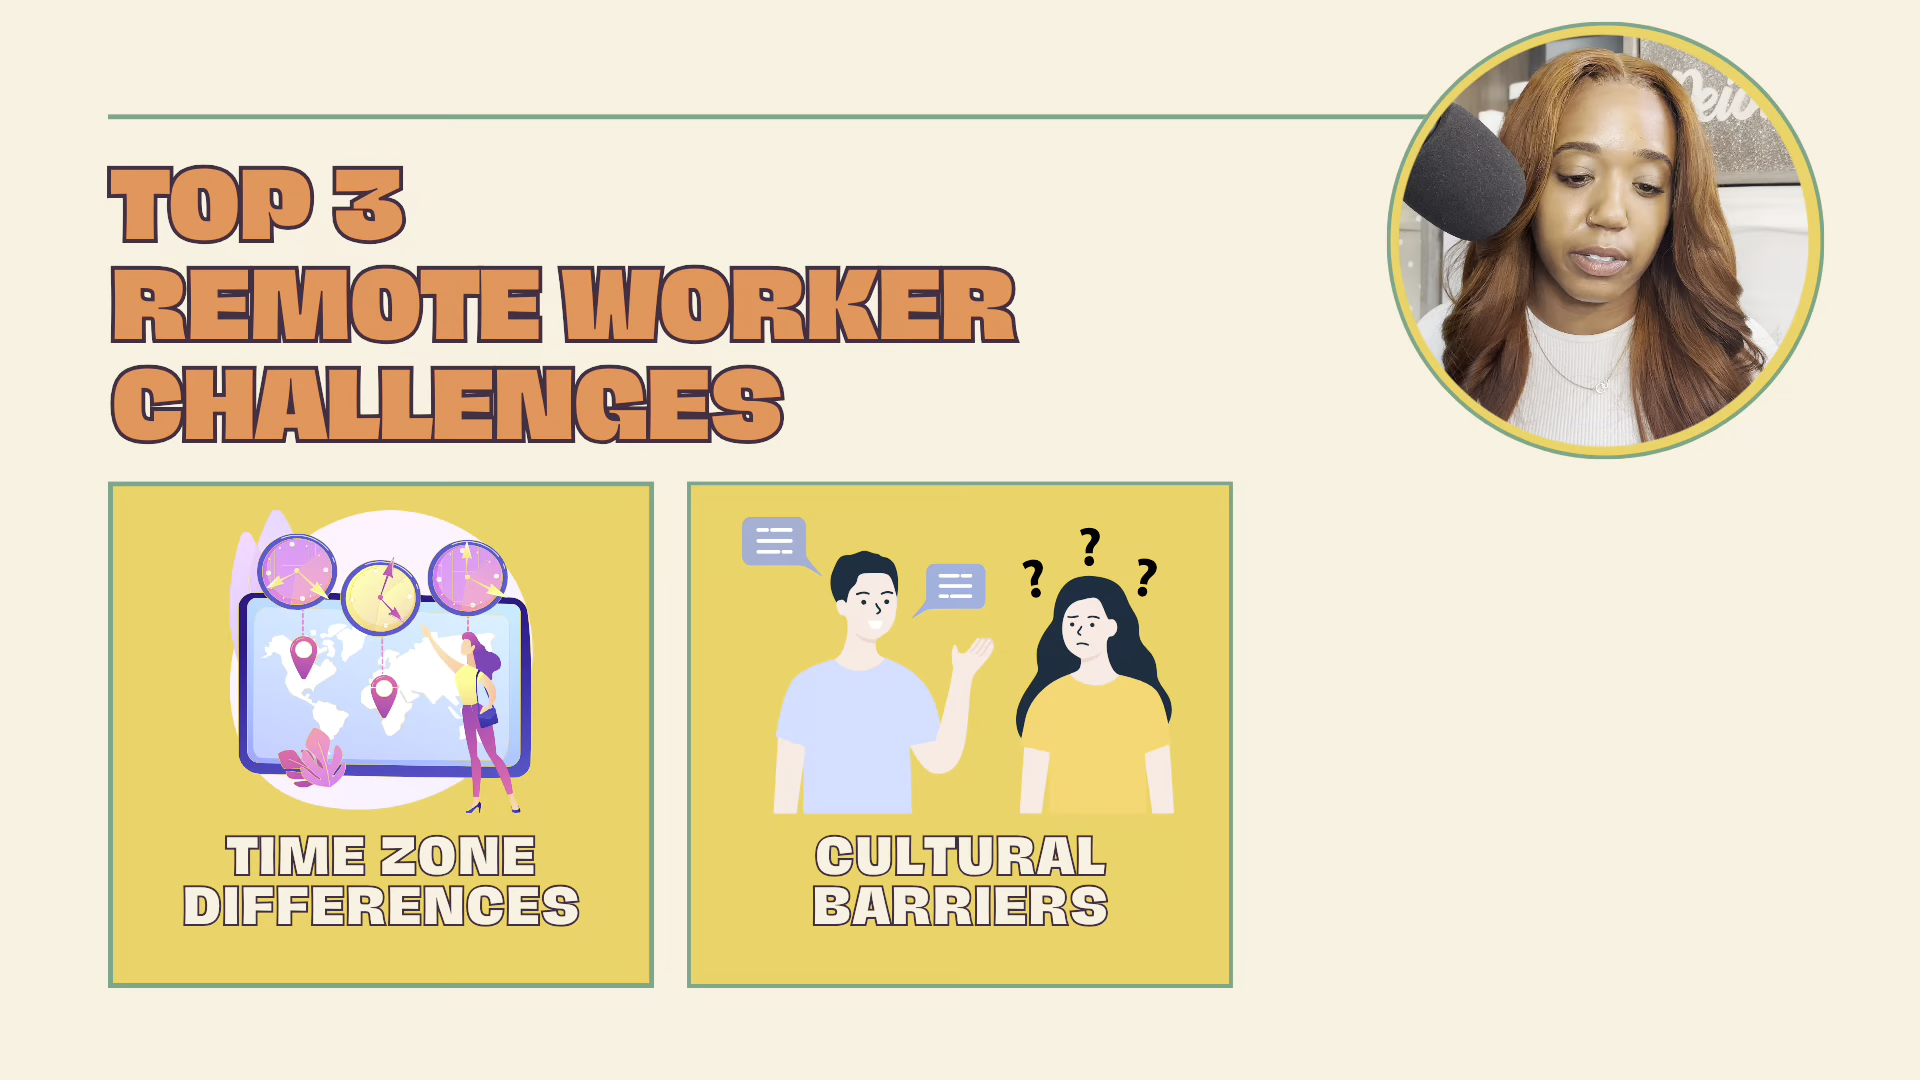 TOP 3
REMOTE WORKER
CHALLENGES
TIME ZONE
DIFFERENCES
? ? ?
CULTURAL
BARRIERS